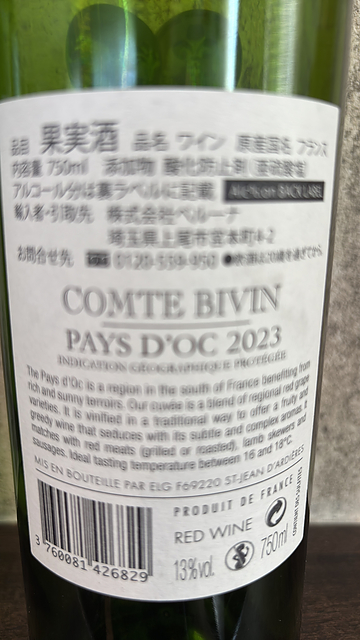 品目 果実酒 品名 ワイン 原産国名 フランス
内容量 750ml 添加物 酸化防止剤（亜硫酸塩）
アルコール分は裏ラベルに記載 Alc.% on BACK LABEL
輸入者・引取先 株式会社ベルーナ
埼玉県上尾市宮本町4-2
お問合せ先 0120-559-950
COMTE BIVIN
PAYS D'OC 2023
INDICATION GÉOGRAPHIQUE PROTÉGÉE
The Pays d'Oc is a region in the south of France benefiting from
rich and sunny terroirs. Our cuvée is a blend of regional red grape
varieties. It is vinified in a traditional way to offer a fruity and
greedy wine that seduces with its subtle and complex aromas. It
matches with red meats (grilled or roasted), lamb skewers and
sausages. Ideal tasting temperature between 16 and 18°C.
MIS EN BOUTEILLE PAR ELG F69220 ST-JEAN D'ARDIÈRES
PRODUIT DE FRANCE
RED WINE
13%vol. 750ml
CONTIENT DES SULFITES
3 760081 426829